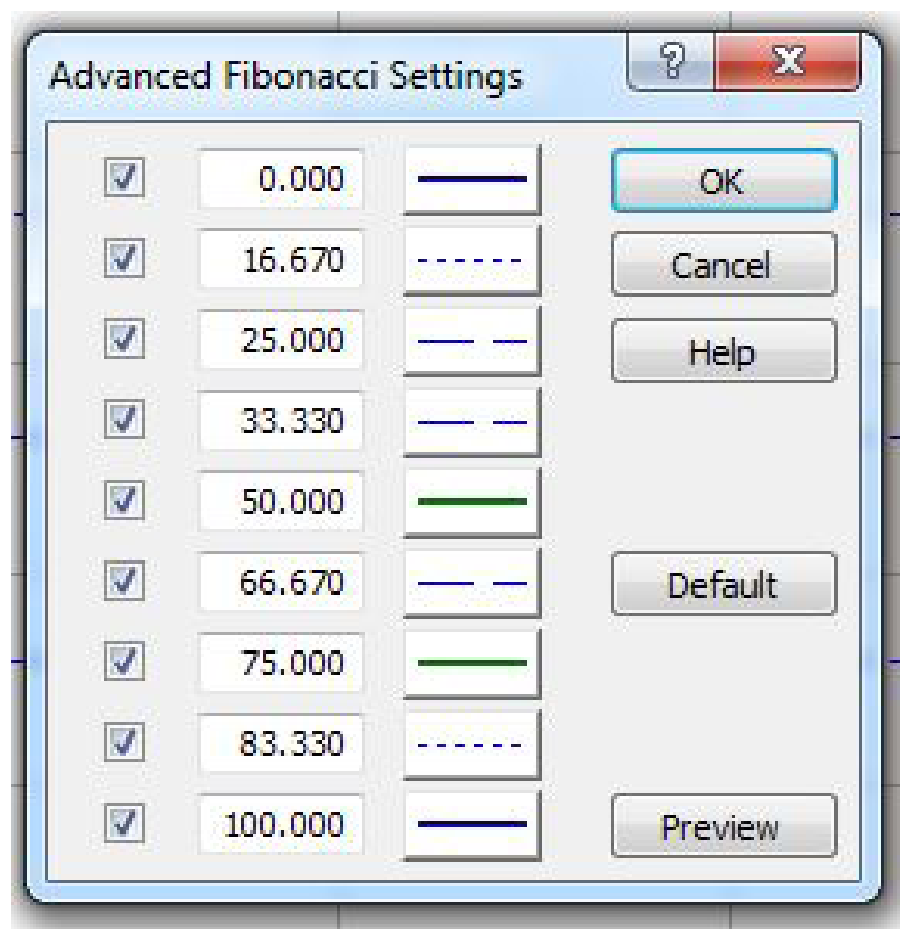 Advanced Fibonacci Settings ?
0.000 OK
16.670 Cancel
25.000 Help
33.330
50.000
66.670 Default
75.000
83.330
100.000 Preview